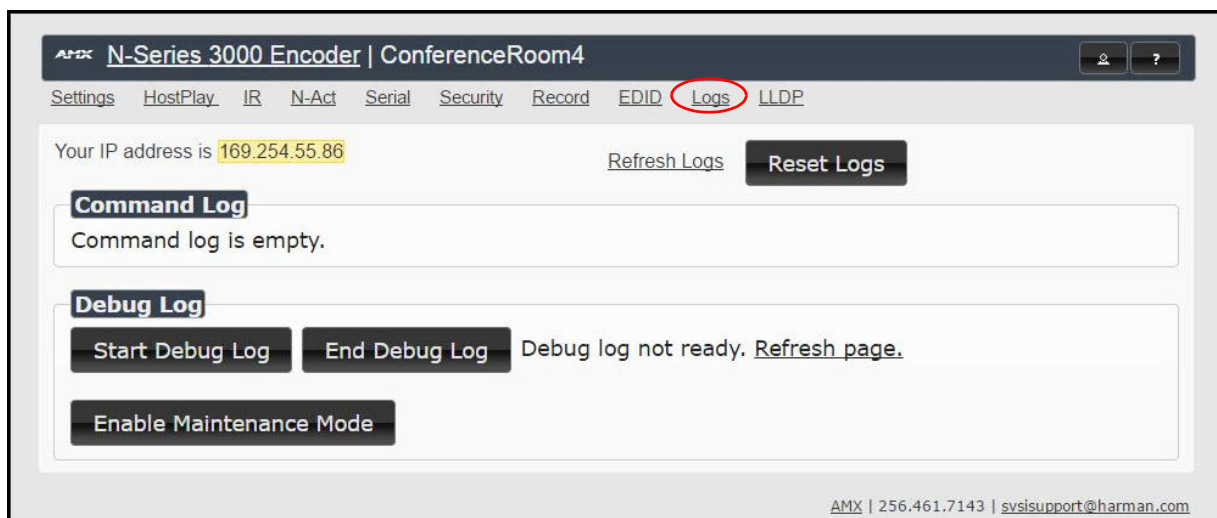 AMX N-Series 3000 Encoder | ConferenceRoom4 ?
Settings HostPlay IR N-Act Serial Security Record EDID Logs LLDP
Your IP address is 169.254.55.86 Refresh Logs Reset Logs
Command Log
Command log is empty.
Debug Log
Start Debug Log End Debug Log Debug log not ready. Refresh page.
Enable Maintenance Mode
AMX | 256.461.7143 | svsisupport@harman.com